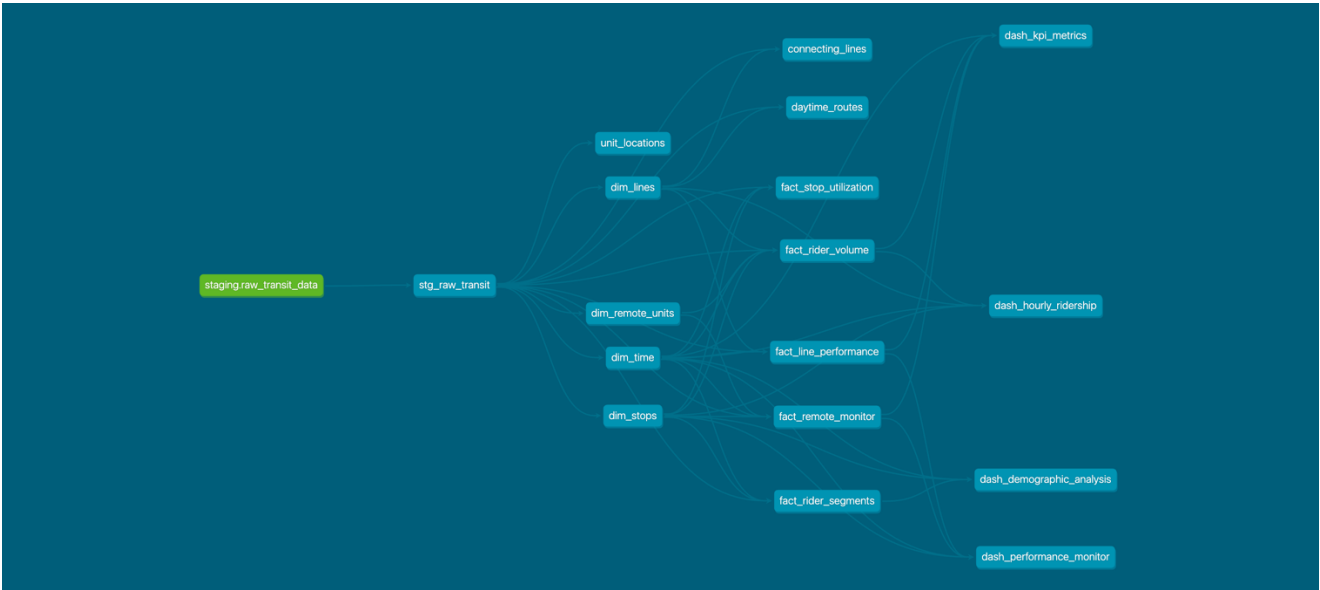 staging.raw_transit_data
stg_raw_transit
unit_locations
dim_lines
dim_remote_units
dim_time
dim_stops
connecting_lines
daytime_routes
fact_stop_utilization
fact_rider_volume
fact_line_performance
fact_remote_monitor
fact_rider_segments
dash_kpi_metrics
dash_hourly_ridership
dash_demographic_analysis
dash_performance_monitor